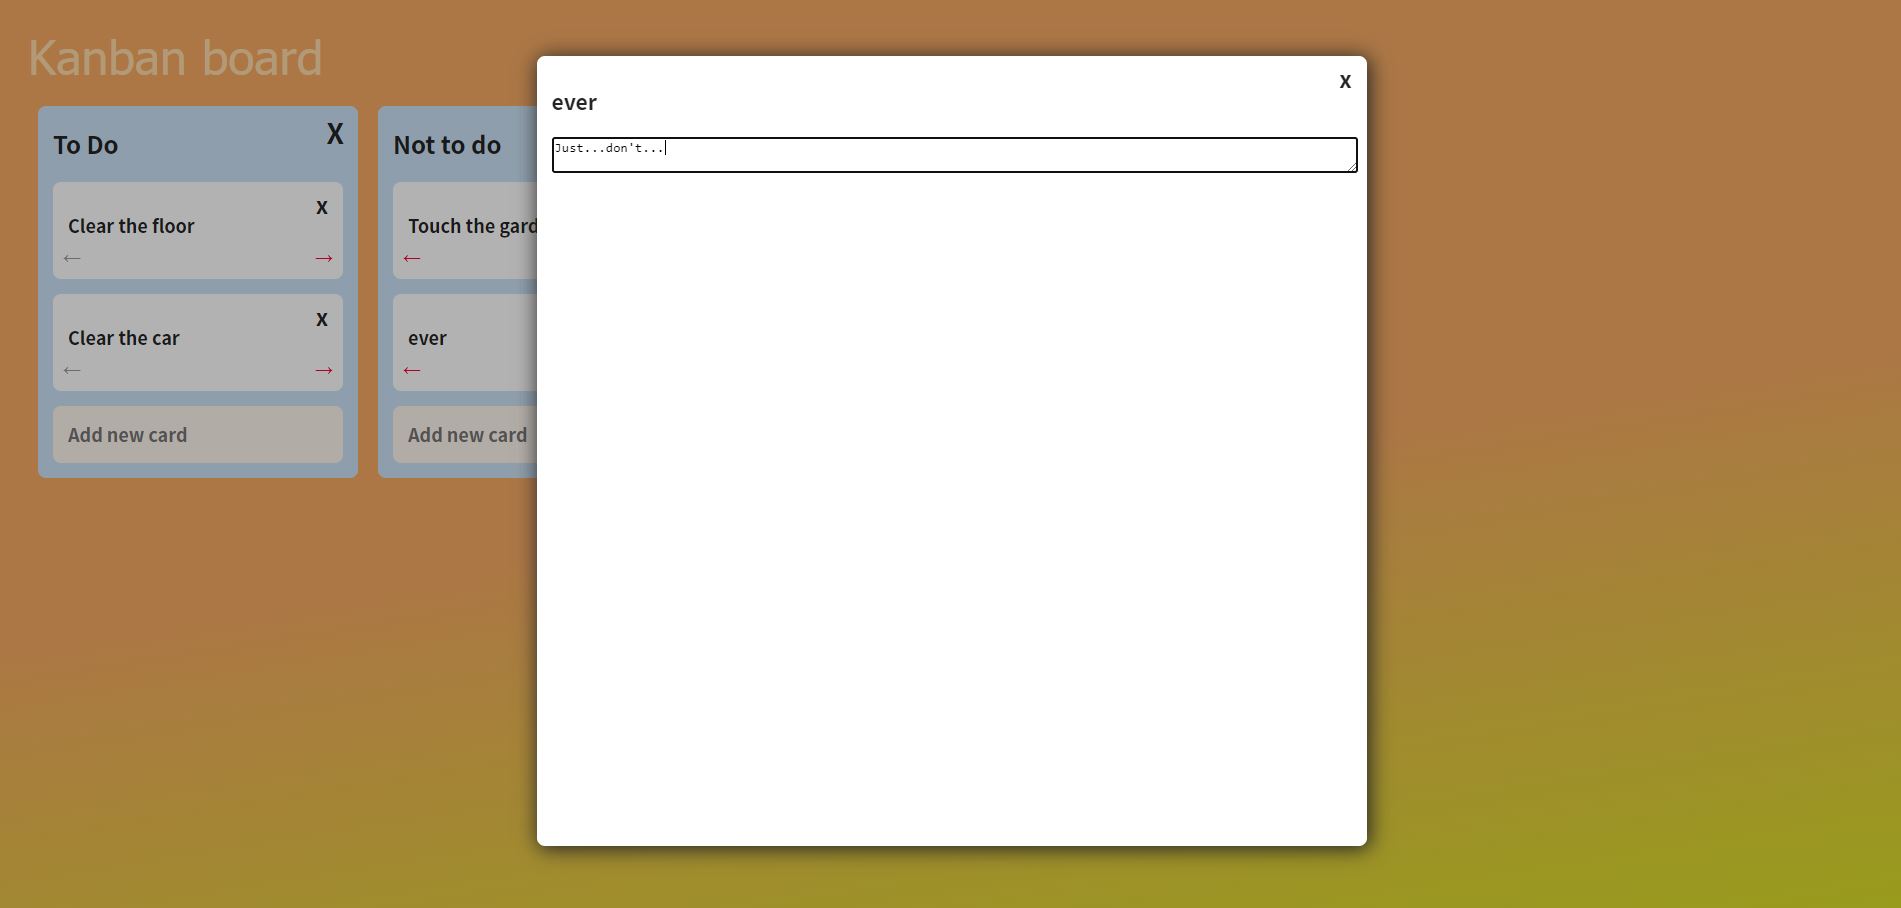 Kanban board
To Do
X
Clear the floor
X
←
→
Clear the car
X
←
→
Add new card
Not to do
Touch the
←
ever
←
Add new card
X
ever
Just...don't...